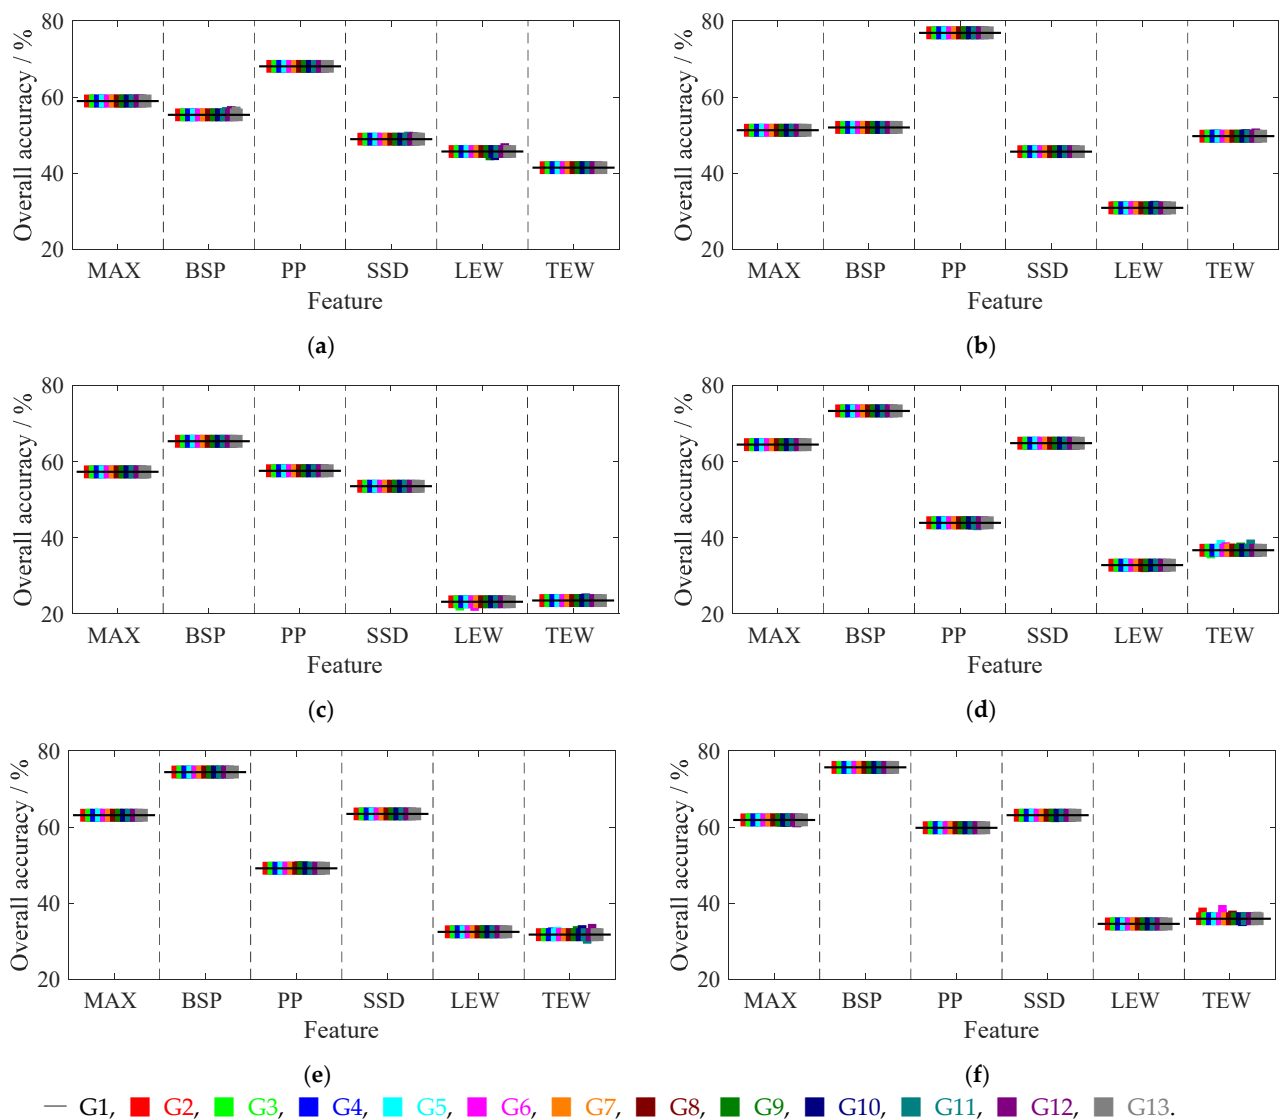 80
60
40
20
Overall accuracy / %
MAX BSP PP SSD LEW TEW
Feature
(a)
80
60
40
20
Overall accuracy / %
MAX BSP PP SSD LEW TEW
Feature
(b)
80
60
40
20
Overall accuracy / %
MAX BSP PP SSD LEW TEW
Feature
(c)
80
60
40
20
Overall accuracy / %
MAX BSP PP SSD LEW TEW
Feature
(d)
80
60
40
20
Overall accuracy / %
MAX BSP PP SSD LEW TEW
Feature
(e)
80
60
40
20
Overall accuracy / %
MAX BSP PP SSD LEW TEW
Feature
(f)
G1, G2, G3, G4, G5, G6, G7, G8, G9, G10, G11, G12, G13.